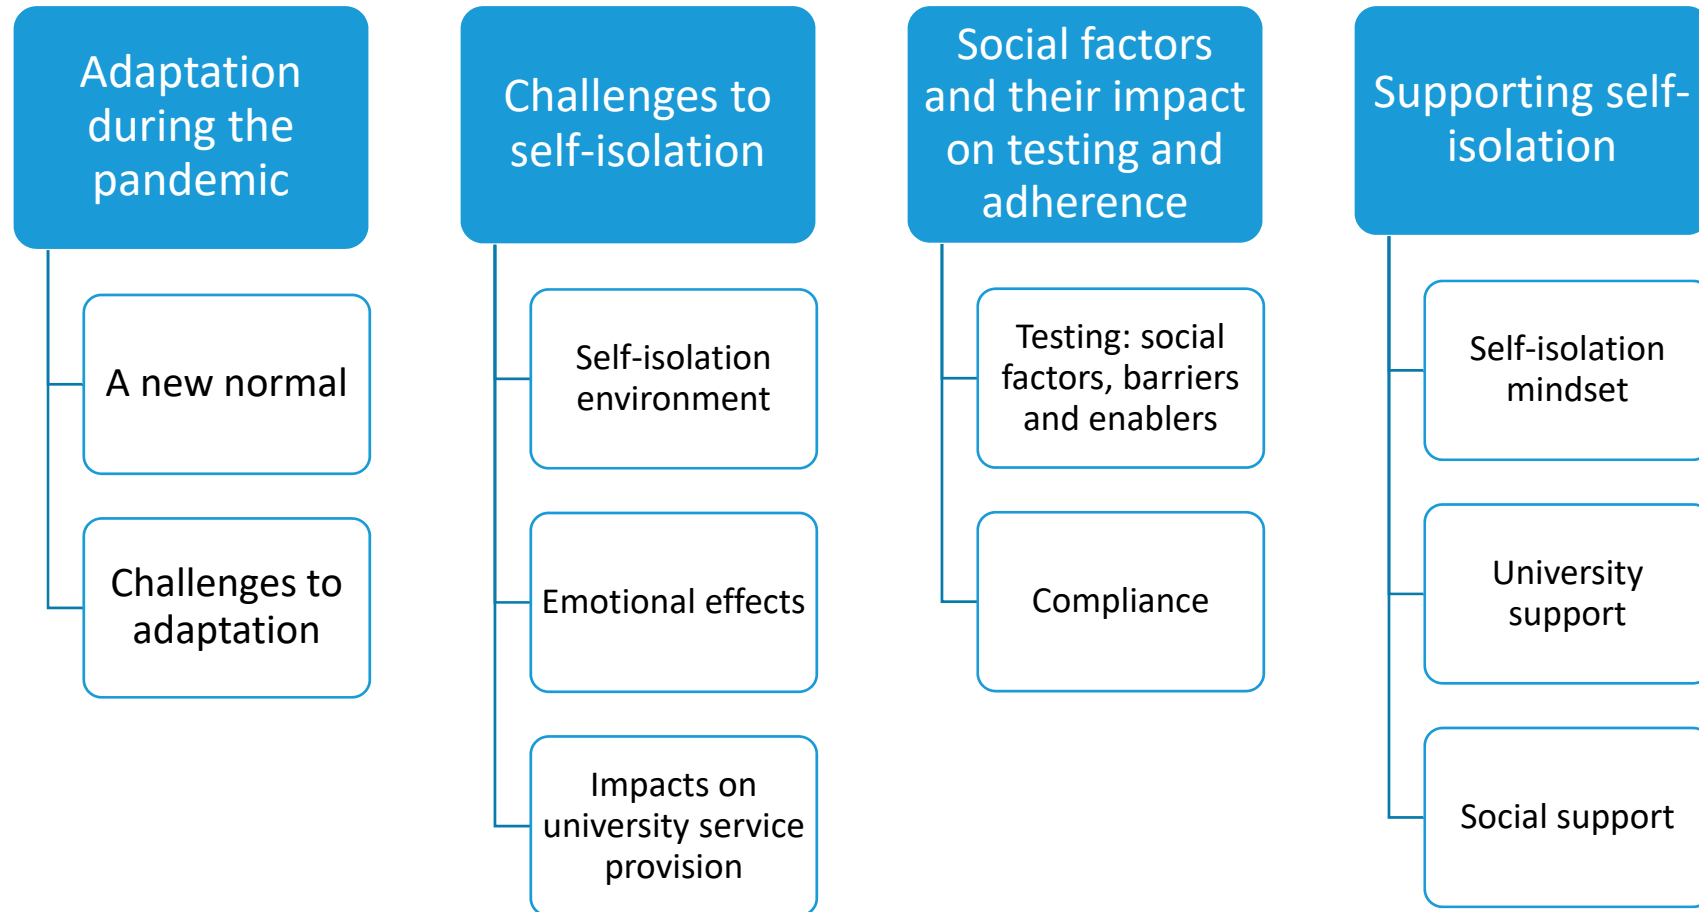 Adaptation
during the
pandemic
A new normal
Challenges to
adaptation
Challenges to
self-isolation
Self-isolation
environment
Emotional effects
Impacts on
university service
provision
Social factors
and their impact
on testing and
adherence
Testing: social
factors, barriers
and enablers
Compliance
Supporting self-
isolation
Self-isolation
mindset
University
support
Social support